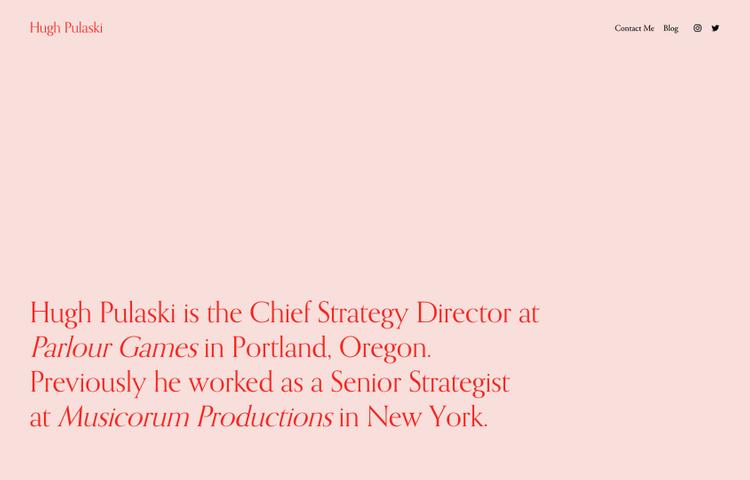 Hugh Pulaski
Contact Me Blog
Hugh Pulaski is the Chief Strategy Director at
Parlour Games in Portland, Oregon.
Previously he worked as a Senior Strategist
at Musicorum Productions in New York.